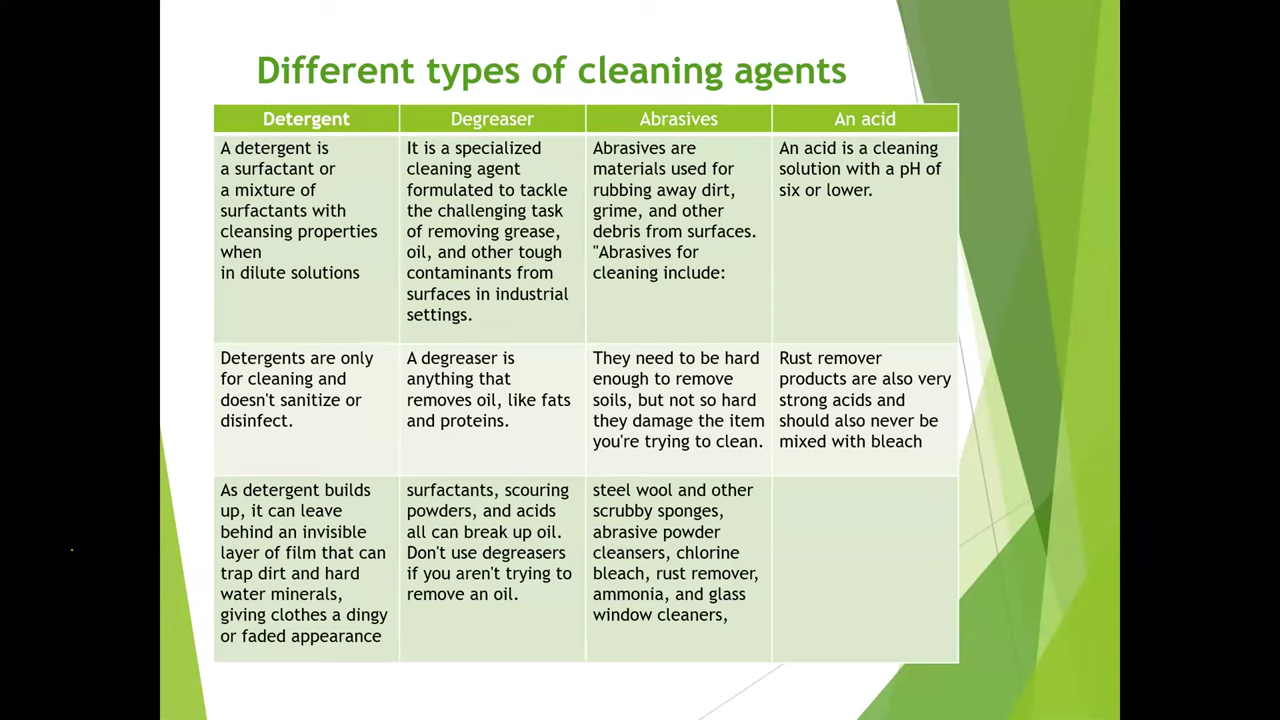 Different types of cleaning agents
Detergent
Degreaser
Abrasives
An acid
A detergent is
a surfactant or
a mixture of
surfactants with
cleansing properties
when
in dilute solutions
It is a specialized
cleaning agent
formulated to tackle
the challenging task
of removing grease,
oil, and other tough
contaminants from
surfaces in industrial
settings.
Abrasives are
materials used for
rubbing away dirt,
grime, and other
debris from surfaces.
"Abrasives for
cleaning include:
An acid is a cleaning
solution with a pH of
six or lower.
Detergents are only
for cleaning and
doesn't sanitize or
disinfect.
A degreaser is
anything that
removes oil, like fats
and proteins.
They need to be hard
enough to remove
soils, but not so hard
they damage the item
you're trying to clean.
Rust remover
products are also very
strong acids and
should also never be
mixed with bleach
As detergent builds
up, it can leave
behind an invisible
layer of film that can
trap dirt and hard
water minerals,
giving clothes a dingy
or faded appearance
surfactants, scouring
powders, and acids
all can break up oil.
Don't use degreasers
if you aren't trying to
remove an oil.
steel wool and other
scrubby sponges,
abrasive powder
cleansers, chlorine
bleach, rust remover,
ammonia, and glass
window cleaners,